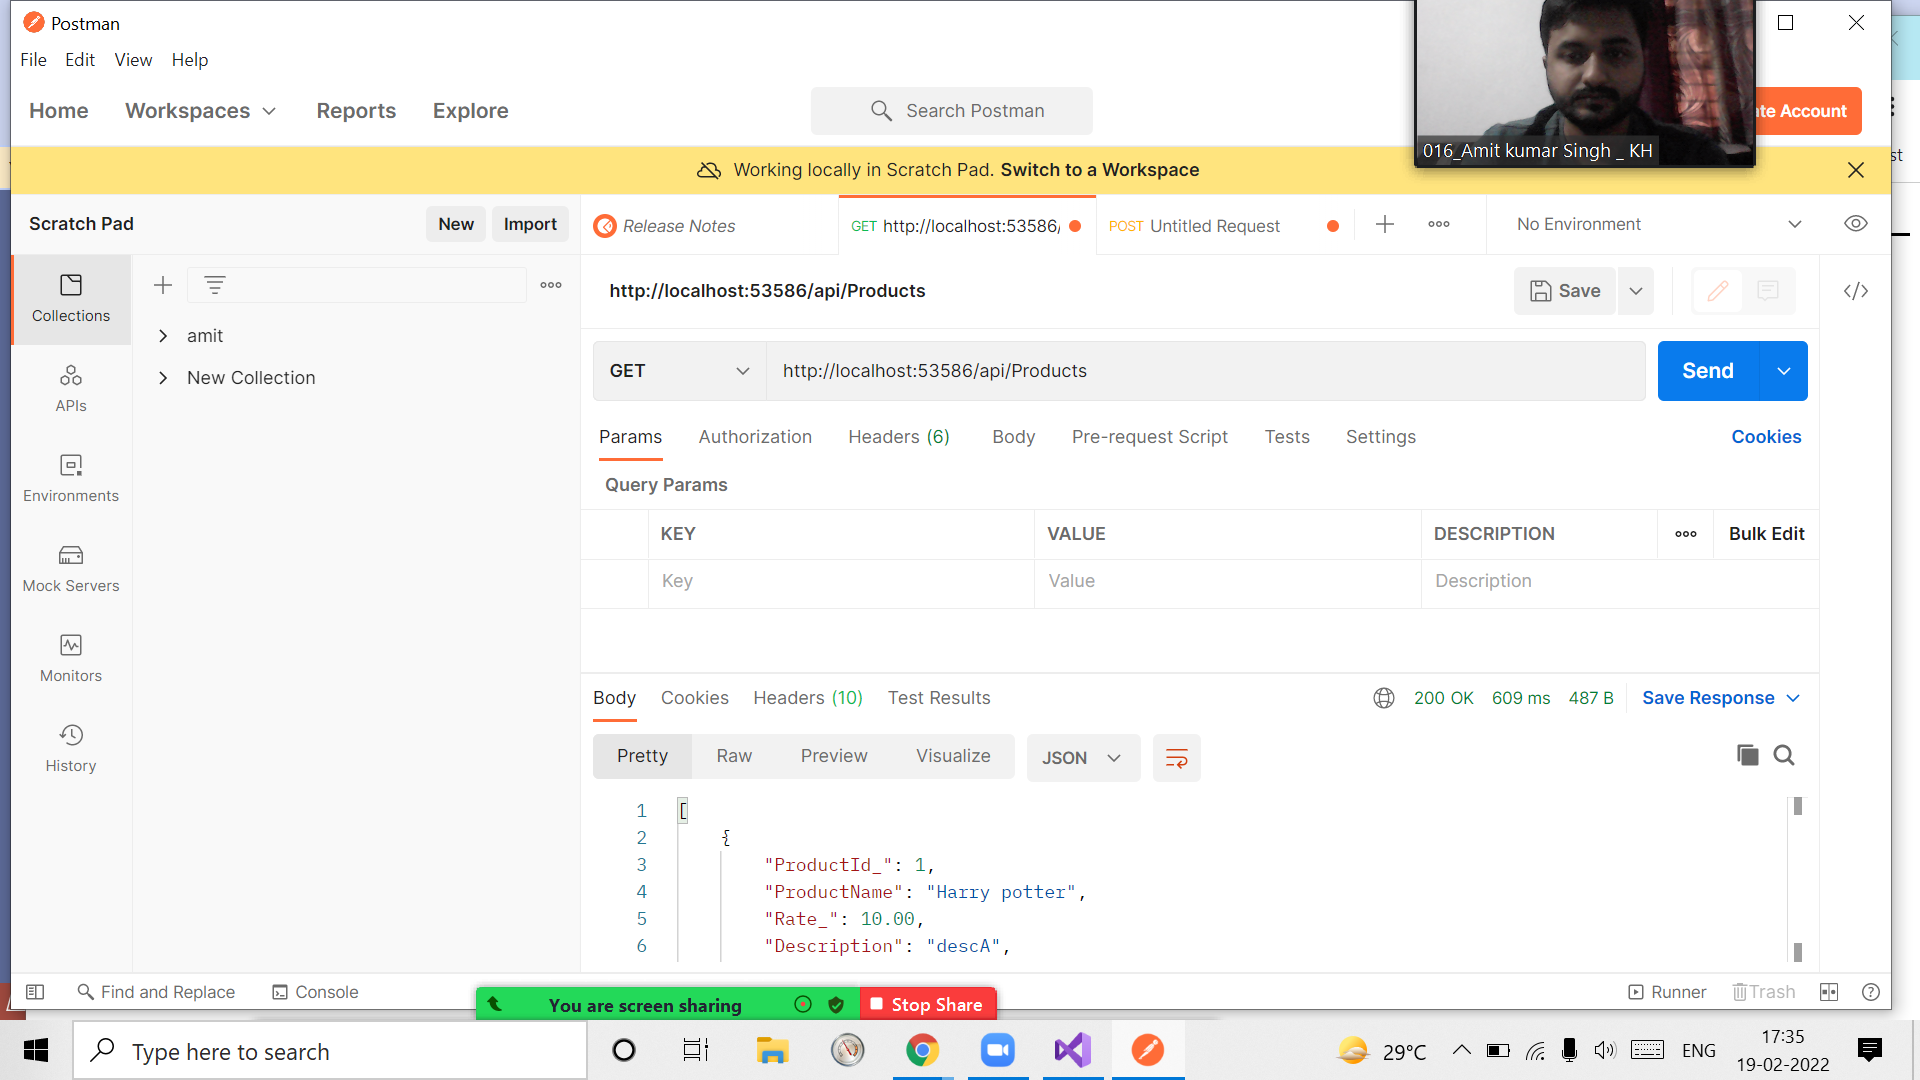 Postman
File Edit View Help
Home Workspaces Reports Explore
Search Postman
te Account
016_Amit kumar Singh _ KH
Working locally in Scratch Pad. Switch to a Workspace
st
Scratch Pad New Import
Release Notes GET http://localhost:53586/ POST Untitled Request No Environment
Collections
amit
New Collection
APIs
Environments
Mock Servers
Monitors
History
http://localhost:53586/api/Products Save
GET http://localhost:53586/api/Products Send
Params Authorization Headers (6) Body Pre-request Script Tests Settings Cookies
Query Params
KEY VALUE DESCRIPTION Bulk Edit
Key Value Description
Body Cookies Headers (10) Test Results 200 OK 609 ms 487 B Save Response
Pretty Raw Preview Visualize JSON
1 [
2 {
3 "ProductId_": 1,
4 "ProductName": "Harry potter",
5 "Rate_": 10.00,
6 "Description": "descA",
Find and Replace Console Runner Trash
You are screen sharing Stop Share
Type here to search
29°C ENG
17:35
19-02-2022